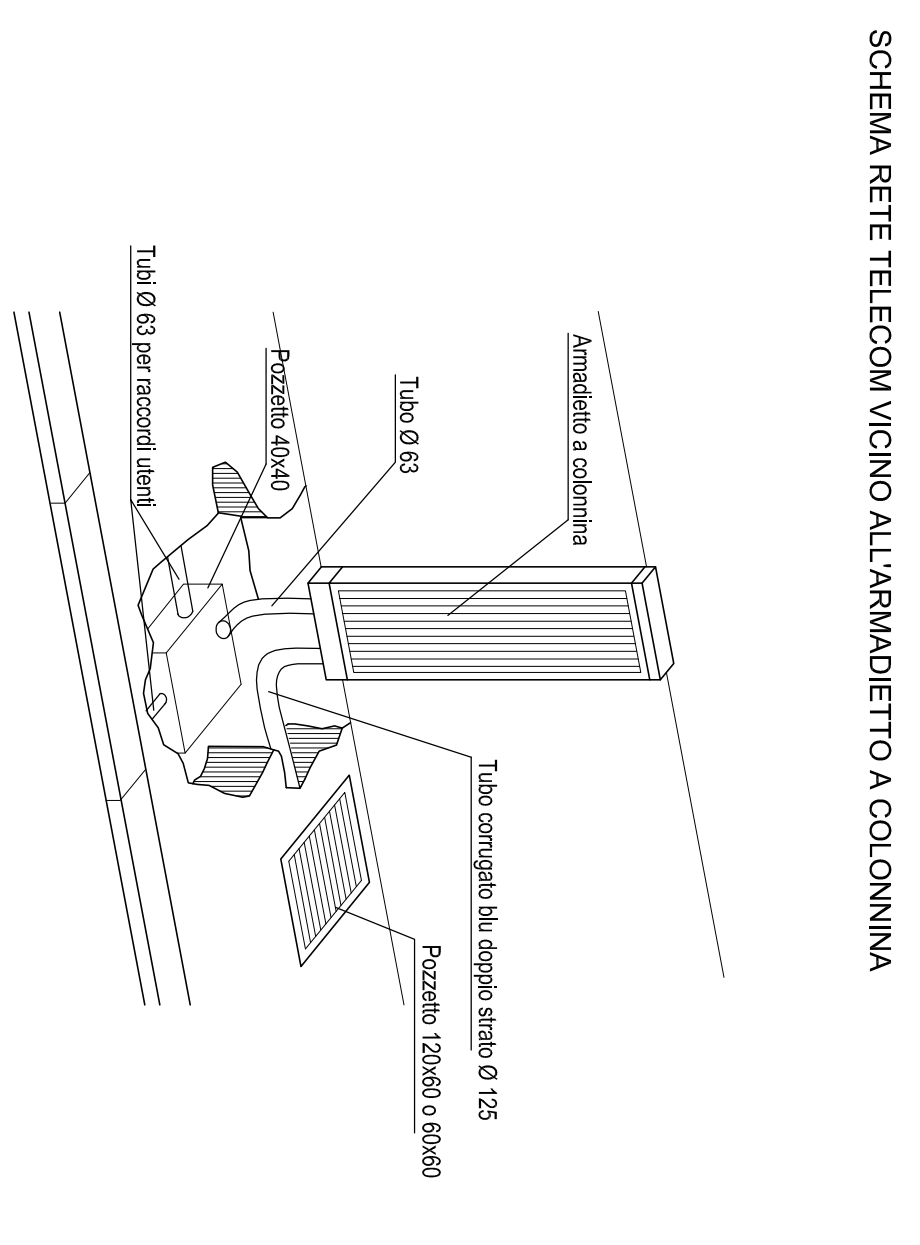 SCHEMA RETE TELECOM VICINO ALL'ARMADIETTO A COLONNINA
Armadietto a colonnina
Tubo Ø 63
Pozzetto 40x40
Tubi Ø 63 per raccordi utenti
Tubo corrugato blu doppio strato Ø 125
Pozzetto 120x60 o 60x60